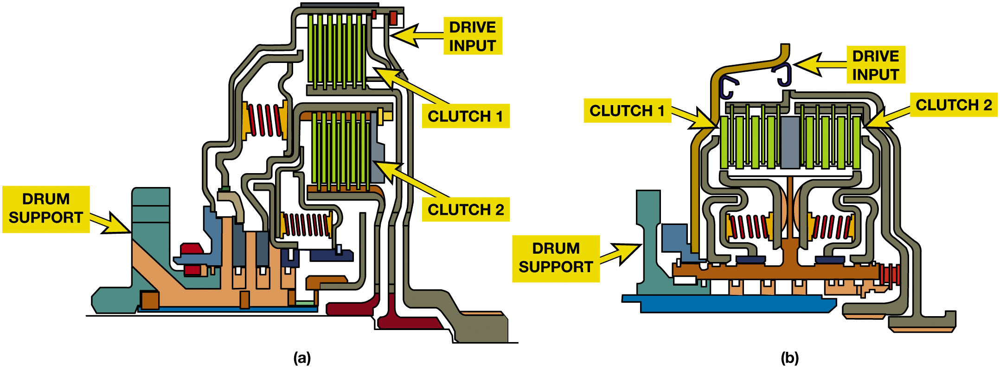 DRIVE
INPUT
CLUTCH 1
CLUTCH 2
DRUM
SUPPORT
(a)
DRIVE
INPUT
CLUTCH 1
CLUTCH 2
DRUM
SUPPORT
(b)